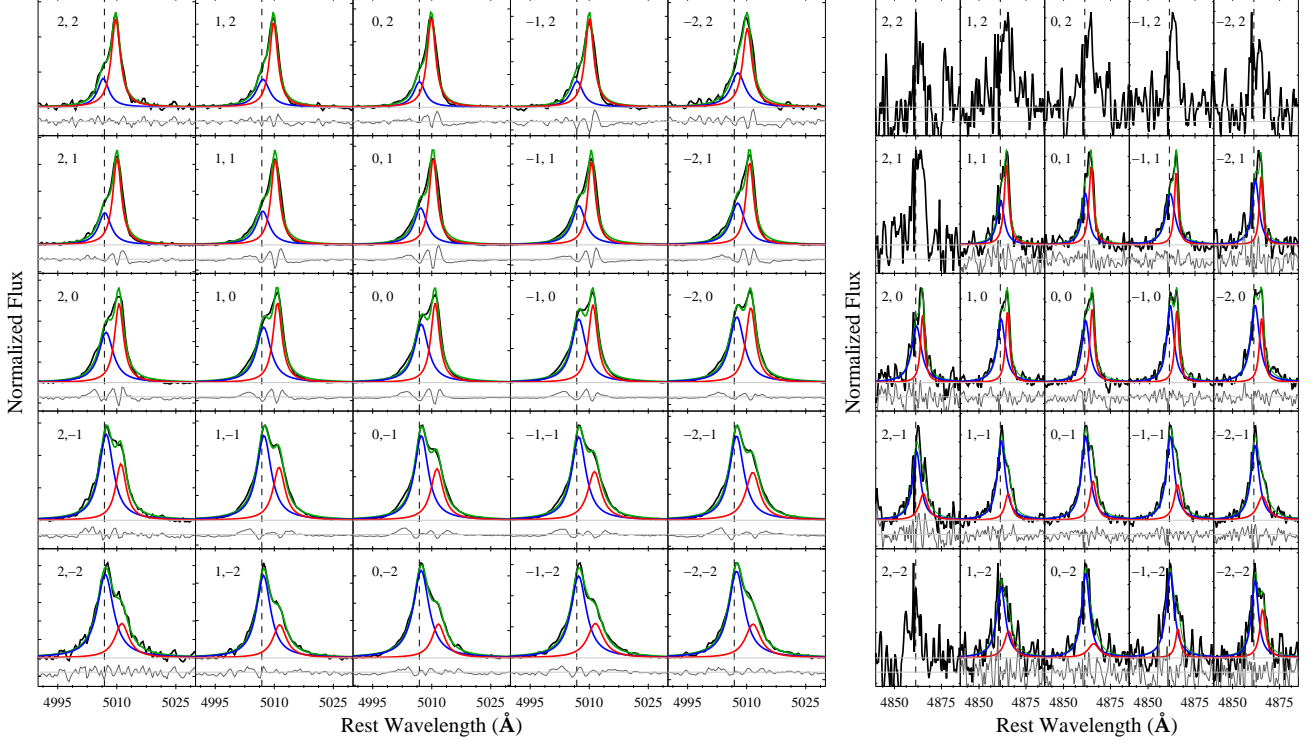 2, 2 1, 2 0, 2 −1, 2 −2, 2 2, 2 1, 2 0, 2 −1, 2 −2, 2
2, 1 1, 1 0, 1 −1, 1 −2, 1 2, 1 1, 1 0, 1 −1, 1 −2, 1
Normalized Flux
Normalized Flux
2, 0 1, 0 0, 0 −1, 0 −2, 0 2, 0 1, 0 0, 0 −1, 0 −2, 0
2,−1 1,−1 0,−1 −1,−1 −2,−1 2,−1 1,−1 0,−1 −1,−1 −2,−1
2,−2 1,−2 0,−2 −1,−2 −2,−2 2,−2 1,−2 0,−2 −1,−2 −2,−2
4995 5010 5025 4995 5010 5025 4995 5010 5025 4995 5010 5025 4995 5010 5025 4850 4875 4850 4875 4850 4875 4850 4875 4850 4875
Rest Wavelength (Å) Rest Wavelength (Å)